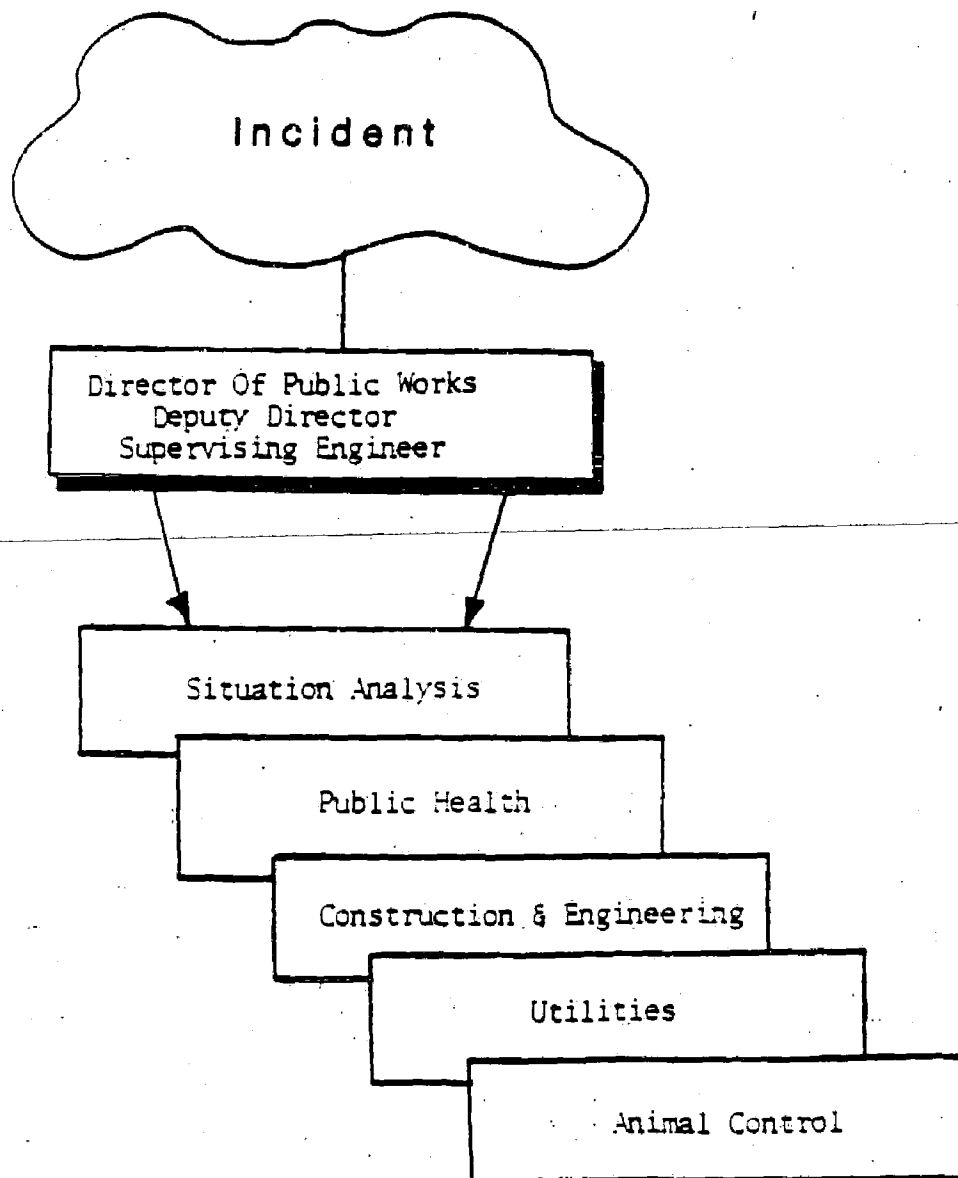 Incident
Director Of Public Works
Deputy Director
Supervising Engineer
Situation Analysis
Public Health
Construction & Engineering
Utilities
Animal Control